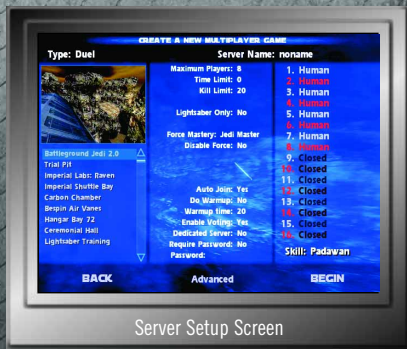 CREATE A NEW MULTIPLAYER GAME
Type: Duel
Server Name: noname
Battleground Jedi 2.0
Trial Pit
Imperial Labs: Raven
Imperial Shuttle Bay
Carbon Chamber
Bespin Air Vanes
Hangar Bay 72
Ceremonial Hall
Lightsaber Training
Maximum Players: 8
Time Limit: 0
Kill Limit: 20
Lightsaber Only: No
Force Mastery: Jedi Master
Disable Force: No
Auto Join: Yes
Do Warmup: No
Warmup time: 20
Enable Voting: Yes
Dedicated Server: No
Require Password: No
Password:
1. Human
2. Human
3. Human
4. Human
5. Human
6. Human
7. Human
8. Human
9. Closed
10. Closed
11. Closed
12. Closed
13. Closed
14. Closed
15. Closed
16. Closed
Skill: Padawan
BACK
Advanced
BEGIN
Server Setup Screen